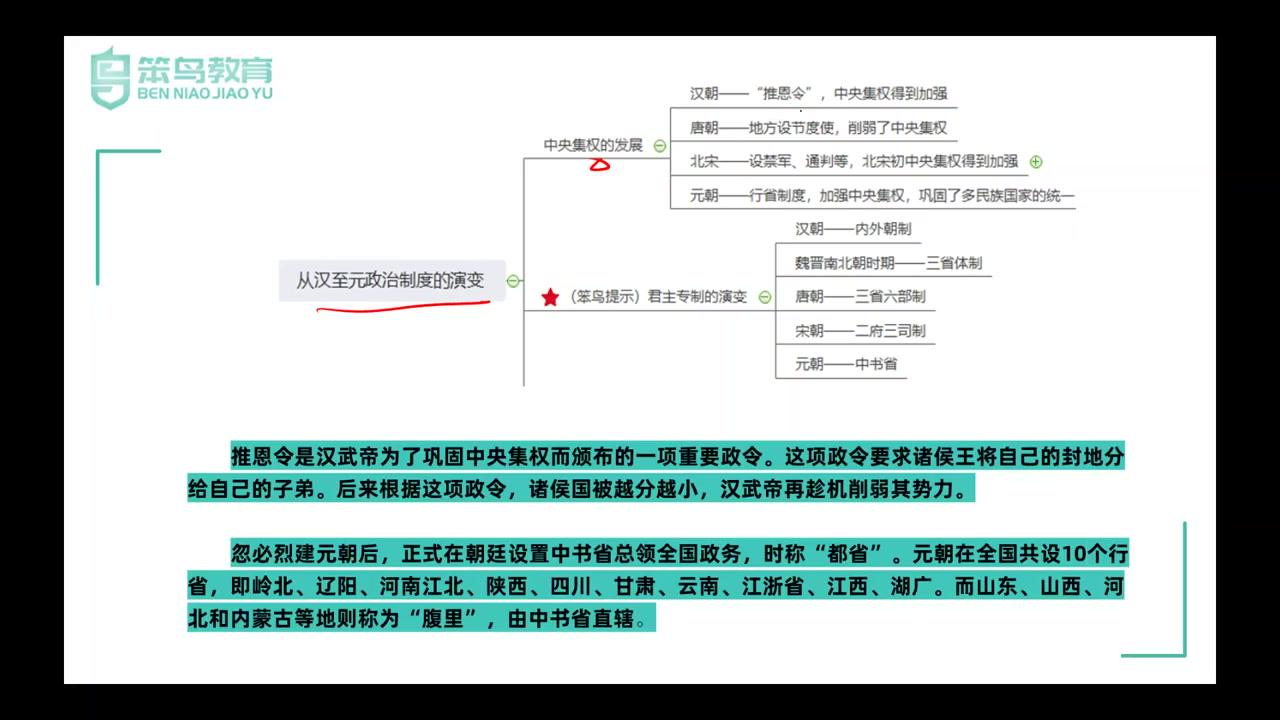 笨鸟教育
BEN NIAO JIAO YU
汉朝——“推恩令”，中央集权得到加强
唐朝——地方设节度使，削弱了中央集权
中央集权的发展
北宋——设禁军、通判等，北宋初中央集权得到加强
元朝——行省制度，加强中央集权，巩固了多民族国家的统一
从汉至元政治制度的演变
汉朝——内外朝制
魏晋南北朝时期——三省体制
（笨鸟提示）君主专制的演变
唐朝——三省六部制
宋朝——二府三司制
元朝——中书省
推恩令是汉武帝为了巩固中央集权而颁布的一项重要政令。这项政令要求诸侯王将自己的封地分
给自己的子弟。后来根据这项政令，诸侯国被越分越小，汉武帝再趁机削弱其势力。
忽必烈建元朝后，正式在朝廷设置中书省总领全国政务，时称“都省”。元朝在全国共设10个行
省，即岭北、辽阳、河南江北、陕西、四川、甘肃、云南、江浙省、江西、湖广。而山东、山西、河
北和内蒙古等地则称为“腹里”，由中书省直辖。